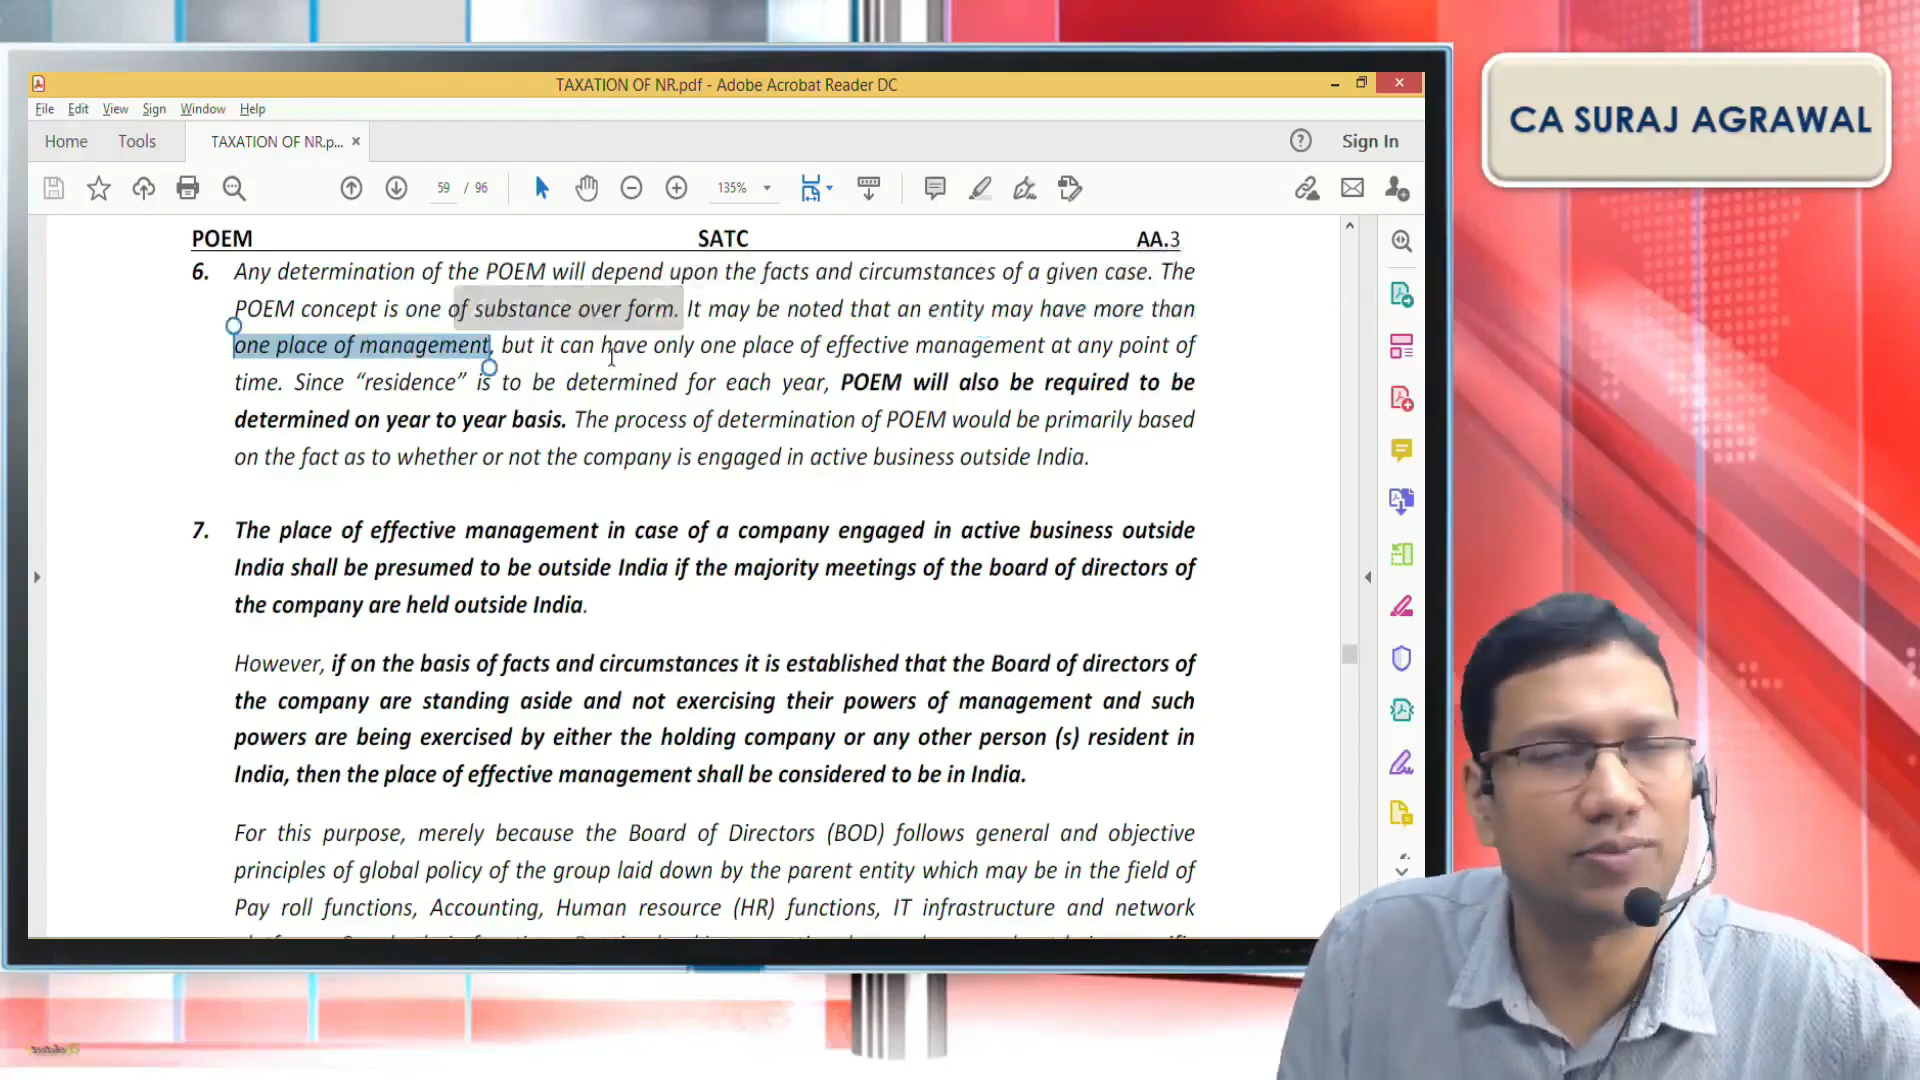 TAXATION OF NR.pdf - Adobe Acrobat Reader DC
File Edit View Sign Window Help
Home Tools TAXATION OF NR.p... × Sign In
59 / 96 135%
CA SURAJ AGRAWAL
POEM SATC AA.3
6. Any determination of the POEM will depend upon the facts and circumstances of a given case. The
POEM concept is one of substance over form. It may be noted that an entity may have more than
one place of management, but it can have only one place of effective management at any point of
time. Since “residence” is to be determined for each year, POEM will also be required to be
determined on year to year basis. The process of determination of POEM would be primarily based
on the fact as to whether or not the company is engaged in active business outside India.
7. The place of effective management in case of a company engaged in active business outside
India shall be presumed to be outside India if the majority meetings of the board of directors of
the company are held outside India.
However, if on the basis of facts and circumstances it is established that the Board of directors of
the company are standing aside and not exercising their powers of management and such
powers are being exercised by either the holding company or any other person (s) resident in
India, then the place of effective management shall be considered to be in India.
For this purpose, merely because the Board of Directors (BOD) follows general and objective
principles of global policy of the group laid down by the parent entity which may be in the field of
Pay roll functions, Accounting, Human resource (HR) functions, IT infrastructure and network